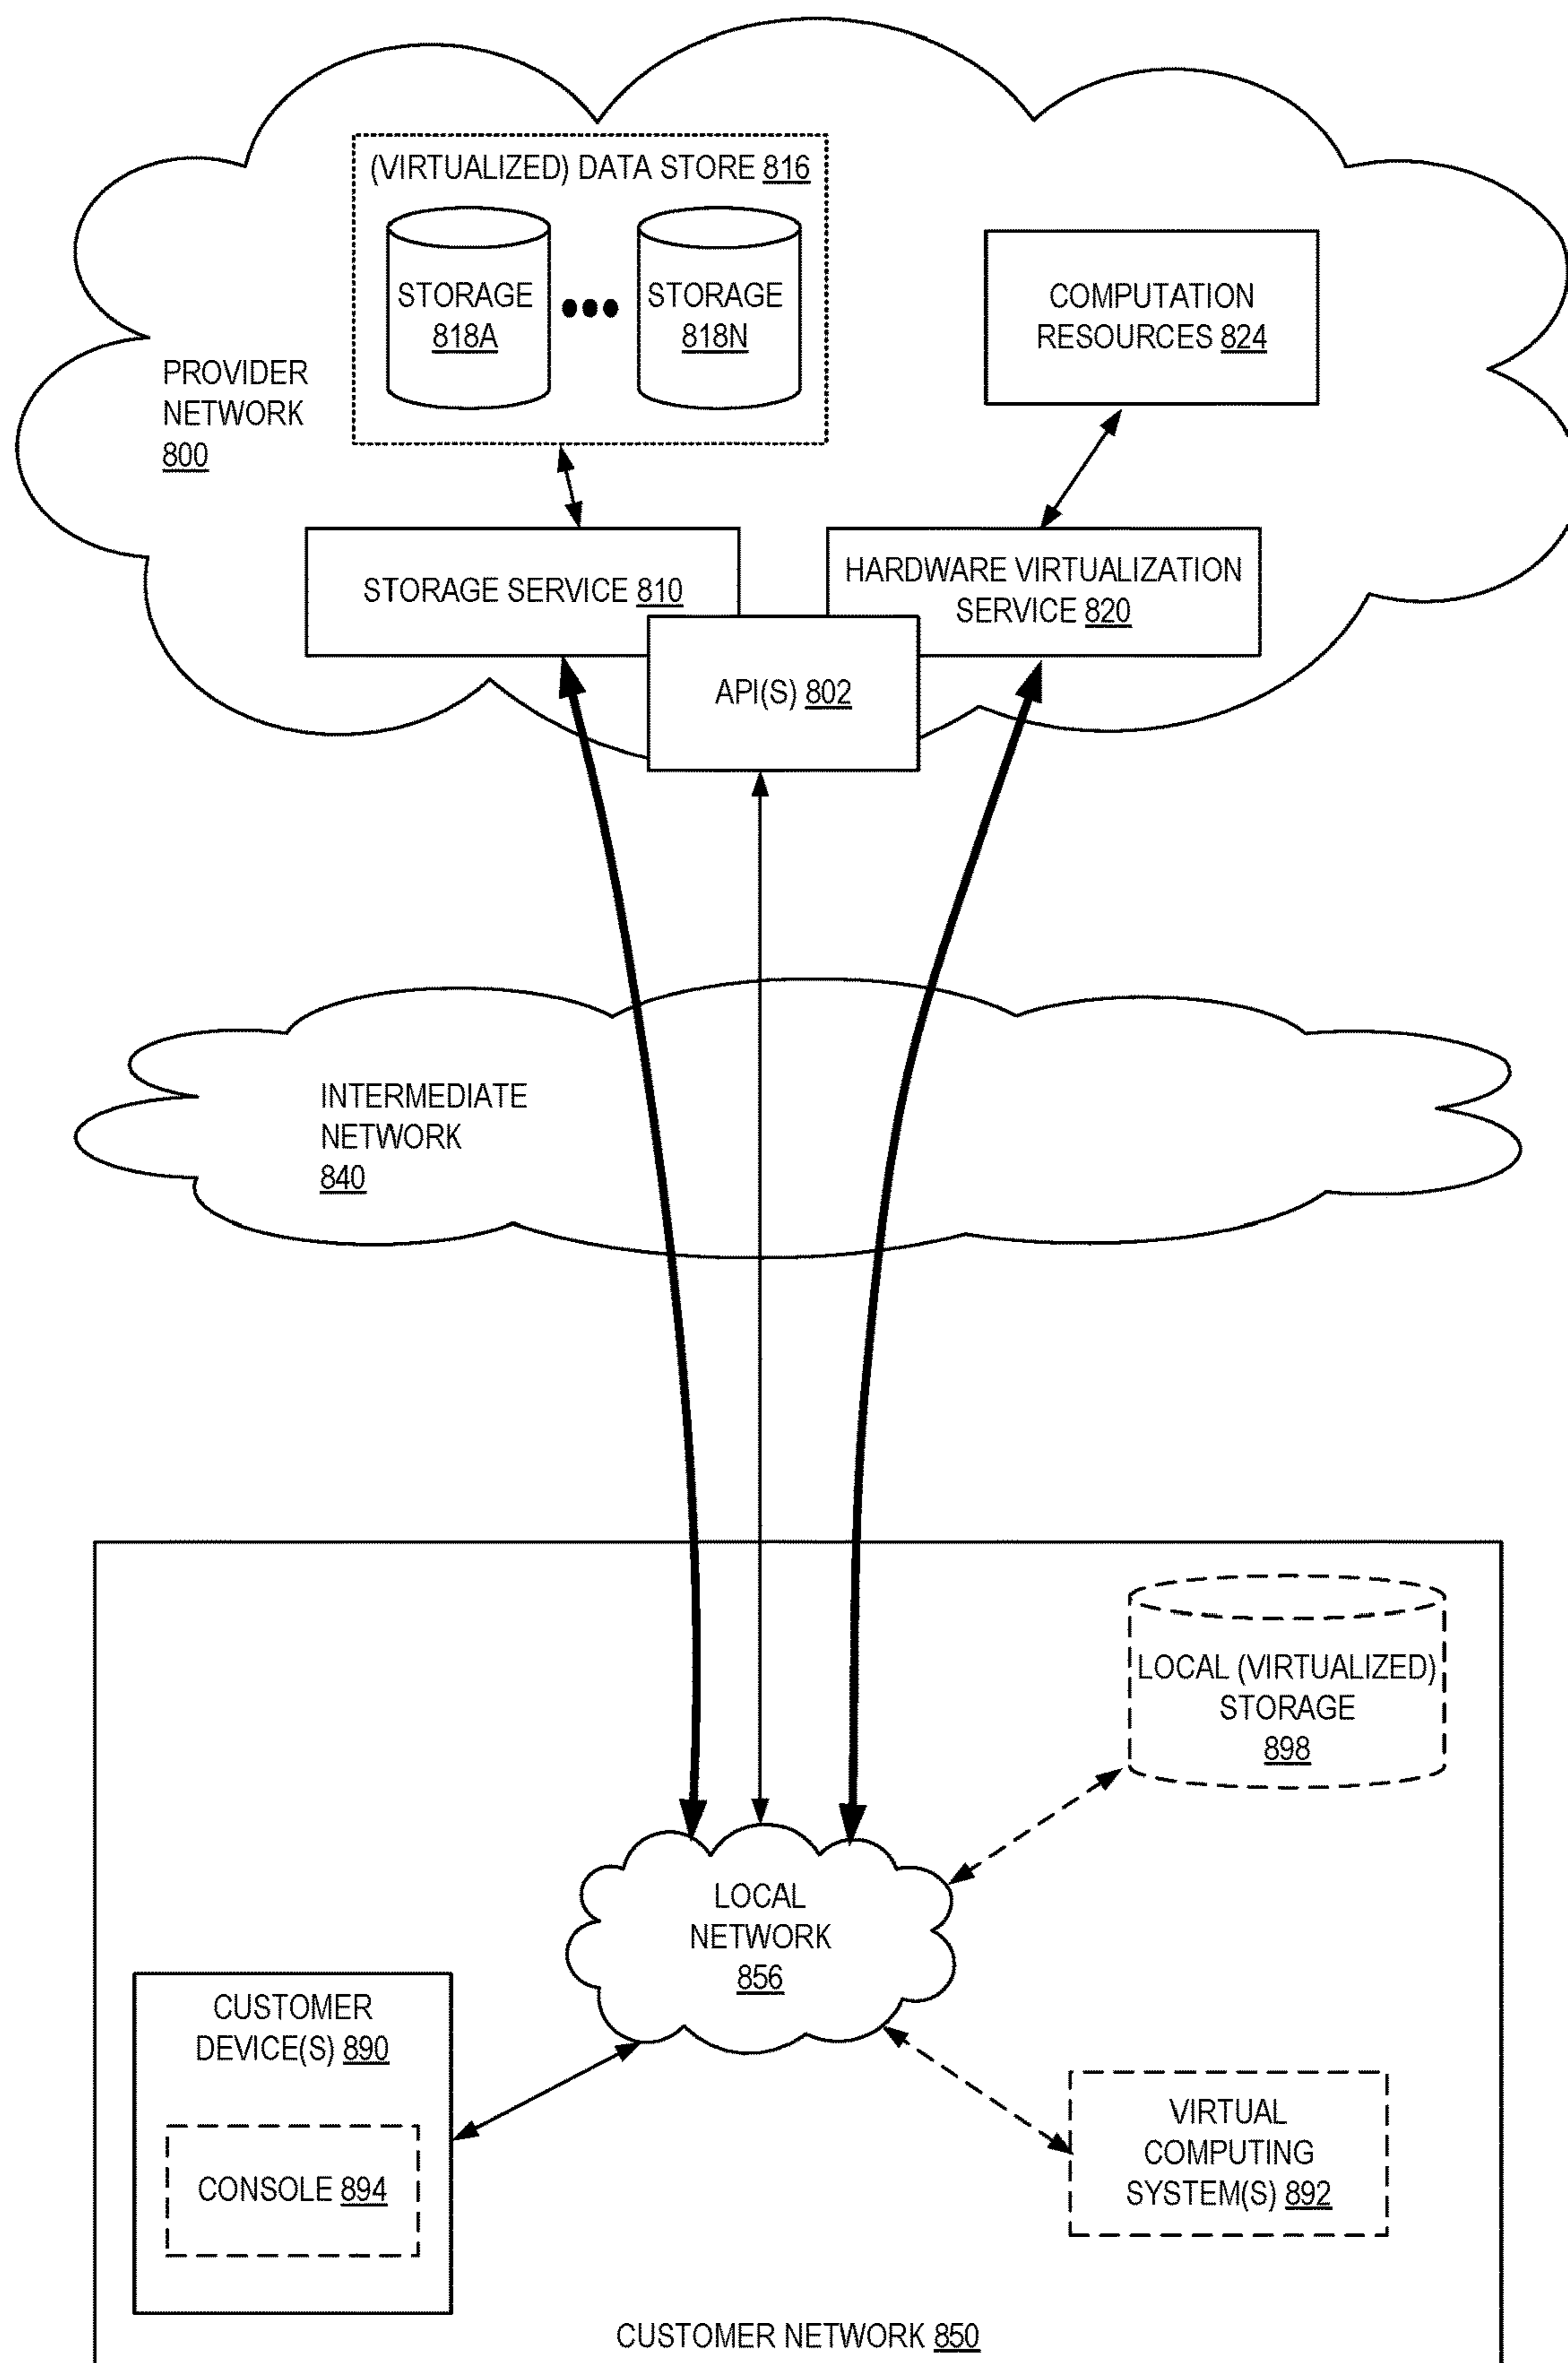 (VIRTUALIZED) DATA STORE 816
STORAGE
818A
STORAGE
818N
COMPUTATION
RESOURCES 824
PROVIDER
NETWORK
800
STORAGE SERVICE 810
HARDWARE VIRTUALIZATION
SERVICE 820
API(S) 802
INTERMEDIATE
NETWORK
840
LOCAL (VIRTUALIZED)
STORAGE
898
LOCAL
NETWORK
856
CUSTOMER
DEVICE(S) 890
CONSOLE 894
VIRTUAL
COMPUTING
SYSTEM(S) 892
CUSTOMER NETWORK 850